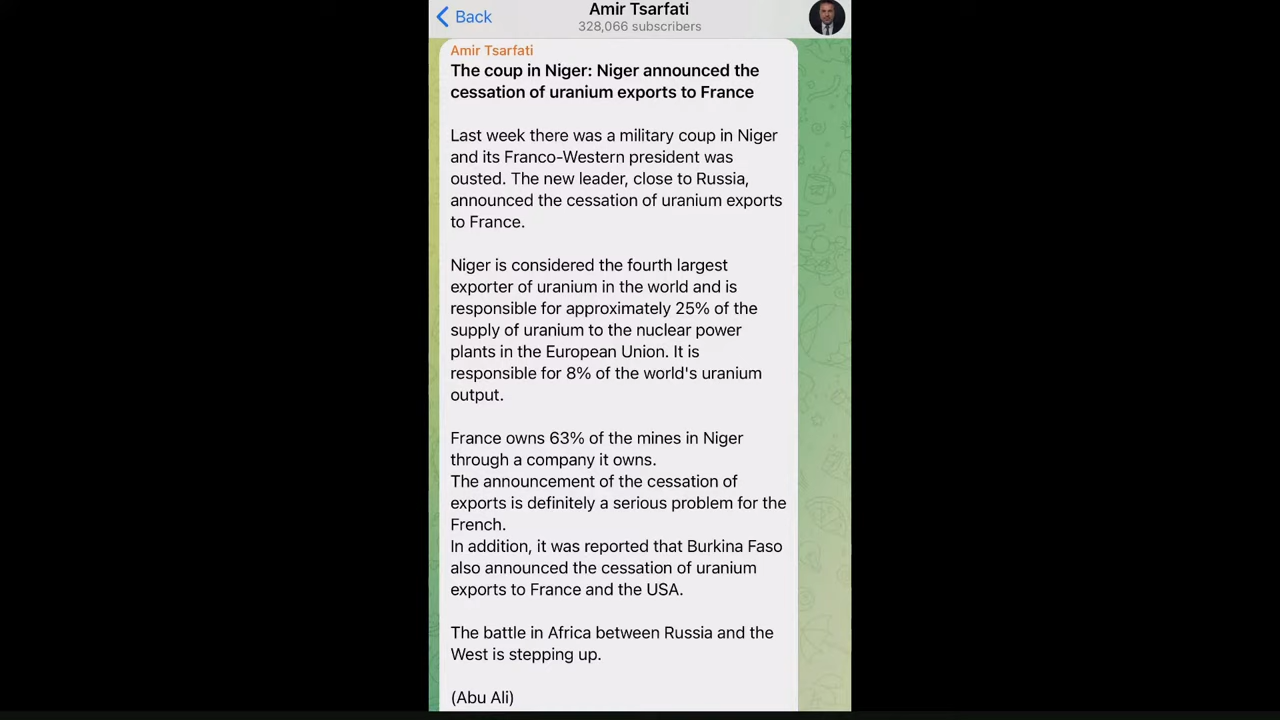 Back
Amir Tsarfati
328,066 subscribers
Amir Tsarfati
The coup in Niger: Niger announced the
cessation of uranium exports to France
Last week there was a military coup in Niger
and its Franco-Western president was
ousted. The new leader, close to Russia,
announced the cessation of uranium exports
to France.
Niger is considered the fourth largest
exporter of uranium in the world and is
responsible for approximately 25% of the
supply of uranium to the nuclear power
plants in the European Union. It is
responsible for 8% of the world's uranium
output.
France owns 63% of the mines in Niger
through a company it owns.
The announcement of the cessation of
exports is definitely a serious problem for the
French.
In addition, it was reported that Burkina Faso
also announced the cessation of uranium
exports to France and the USA.
The battle in Africa between Russia and the
West is stepping up.
(Abu Ali)